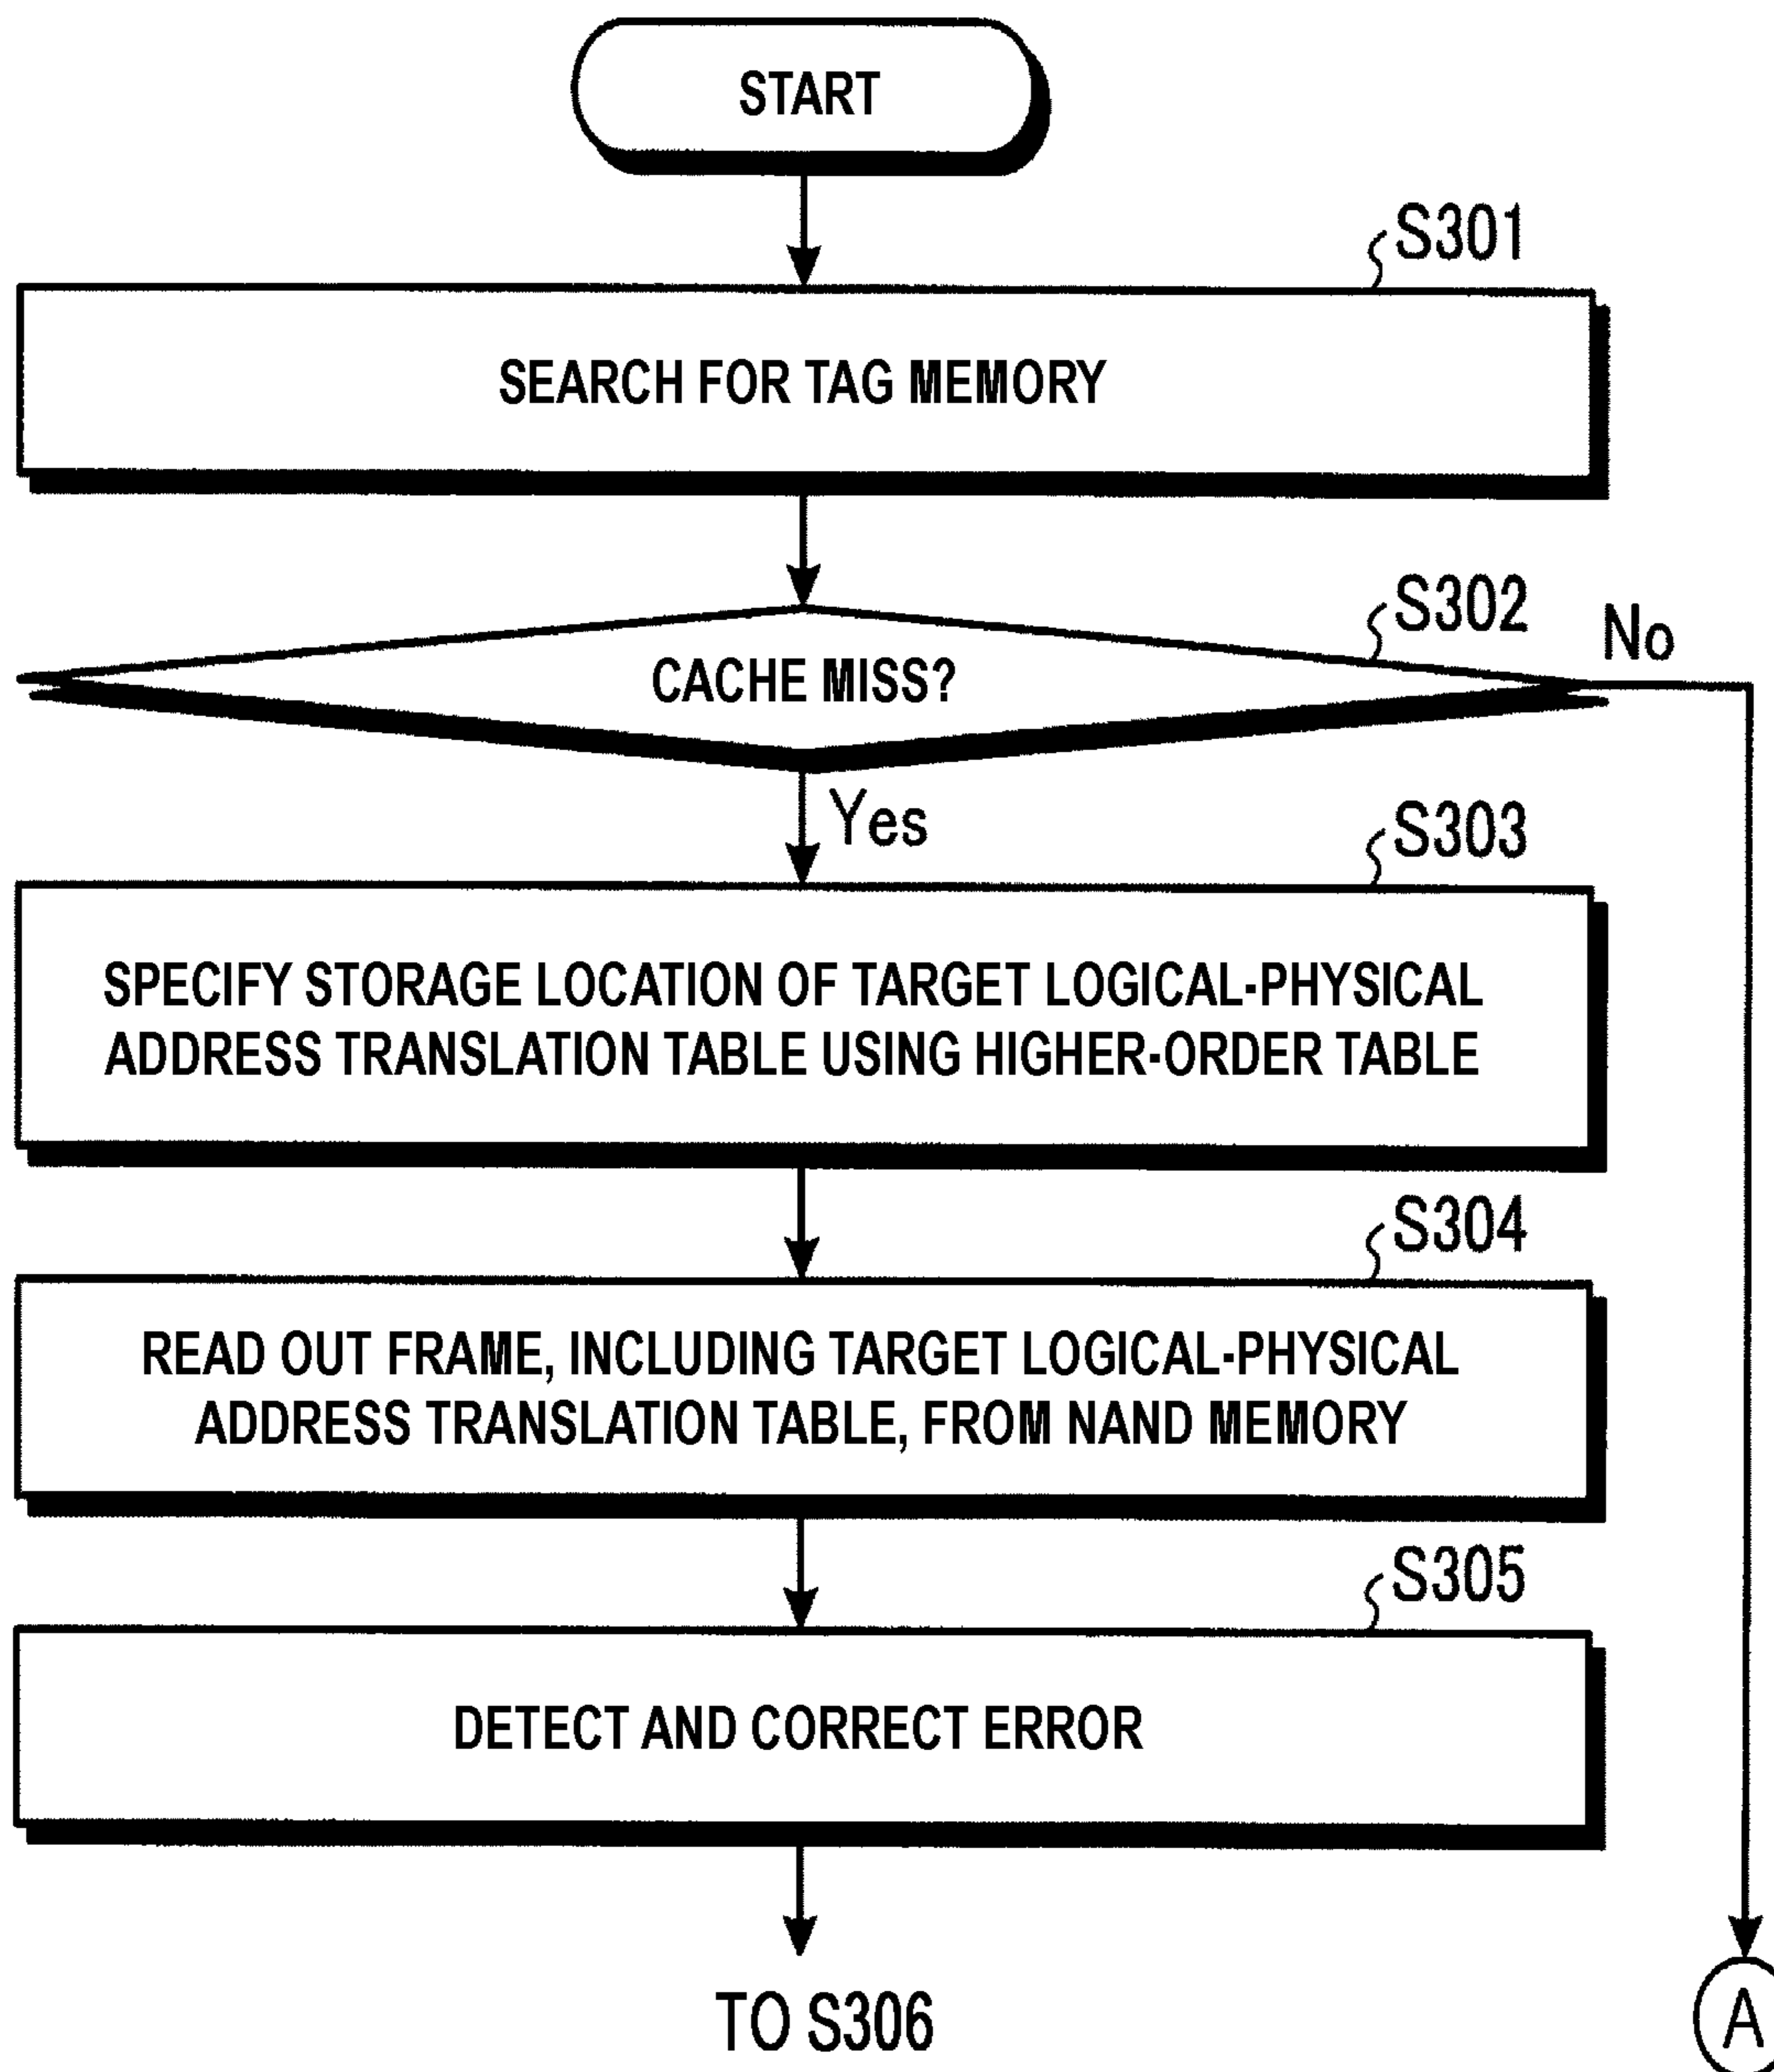 START
S301
SEARCH FOR TAG MEMORY
S302
No
CACHE MISS?
Yes
S303
SPECIFY STORAGE LOCATION OF TARGET LOGICAL-PHYSICAL
ADDRESS TRANSLATION TABLE USING HIGHER-ORDER TABLE
S304
READ OUT FRAME, INCLUDING TARGET LOGICAL-PHYSICAL
ADDRESS TRANSLATION TABLE, FROM NAND MEMORY
S305
DETECT AND CORRECT ERROR
TO S306
A